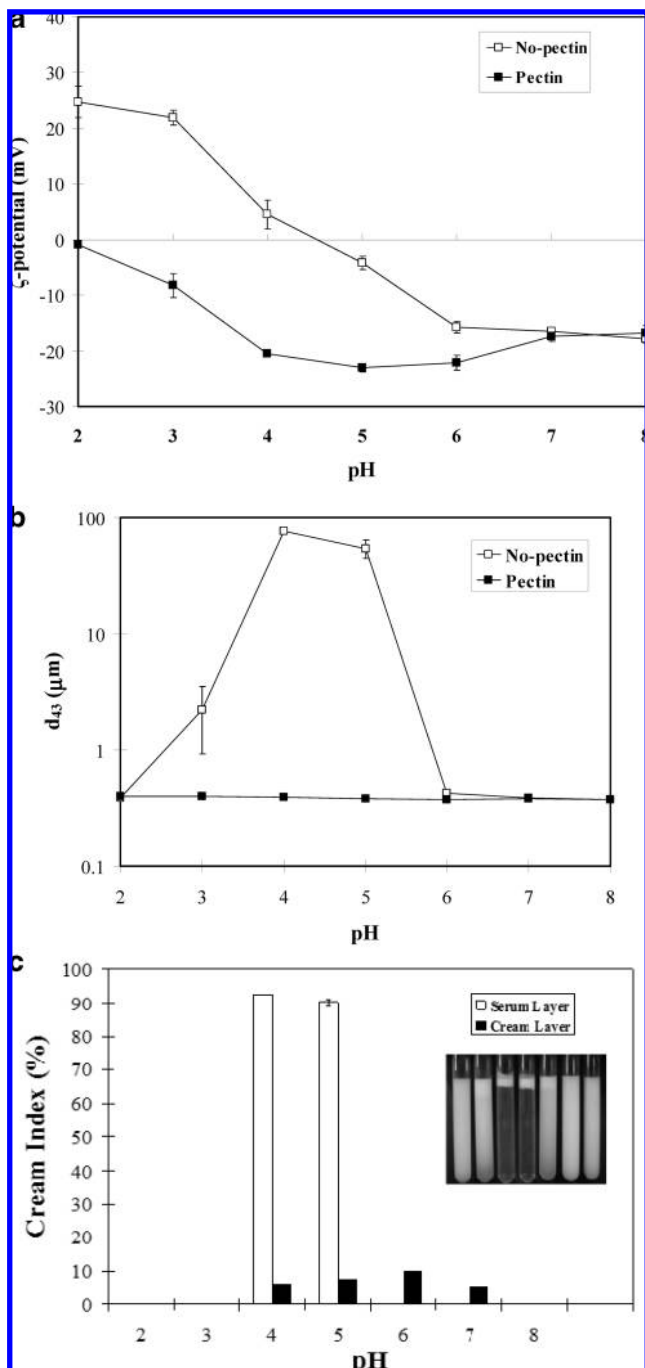 a
40
30
20
10
0
-10
-20
-30
ζ-potential (mV)
No-pectin
Pectin
2 3 4 5 6 7 8
pH
b
100
10
1
0.1
d43 (µm)
No-pectin
Pectin
2 3 4 5 6 7 8
pH
c
100
90
80
70
60
50
40
30
20
10
0
Cream Index (%)
Serum Layer
Cream Layer
2 3 4 5 6 7 8
pH